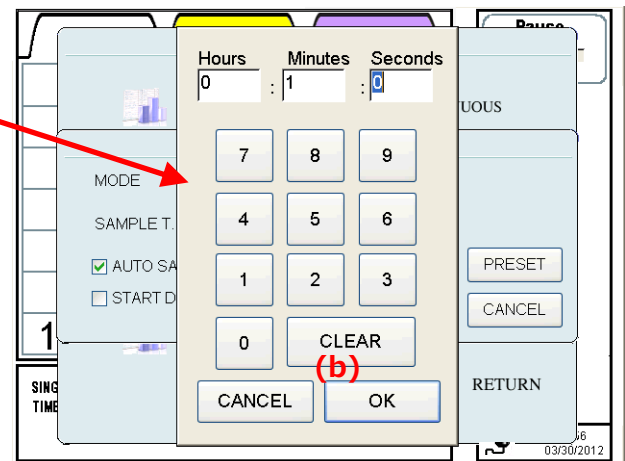 Pause
Hours Minutes Seconds
0 : 1 : 0
UOUS
7 8 9
MODE
4 5 6
SAMPLE T.
AUTO SA
PRESET
1 2 3
START D
CANCEL
1
0 CLEAR
(b)
SING
TIME
CANCEL OK
RETURN
6
03/30/2012